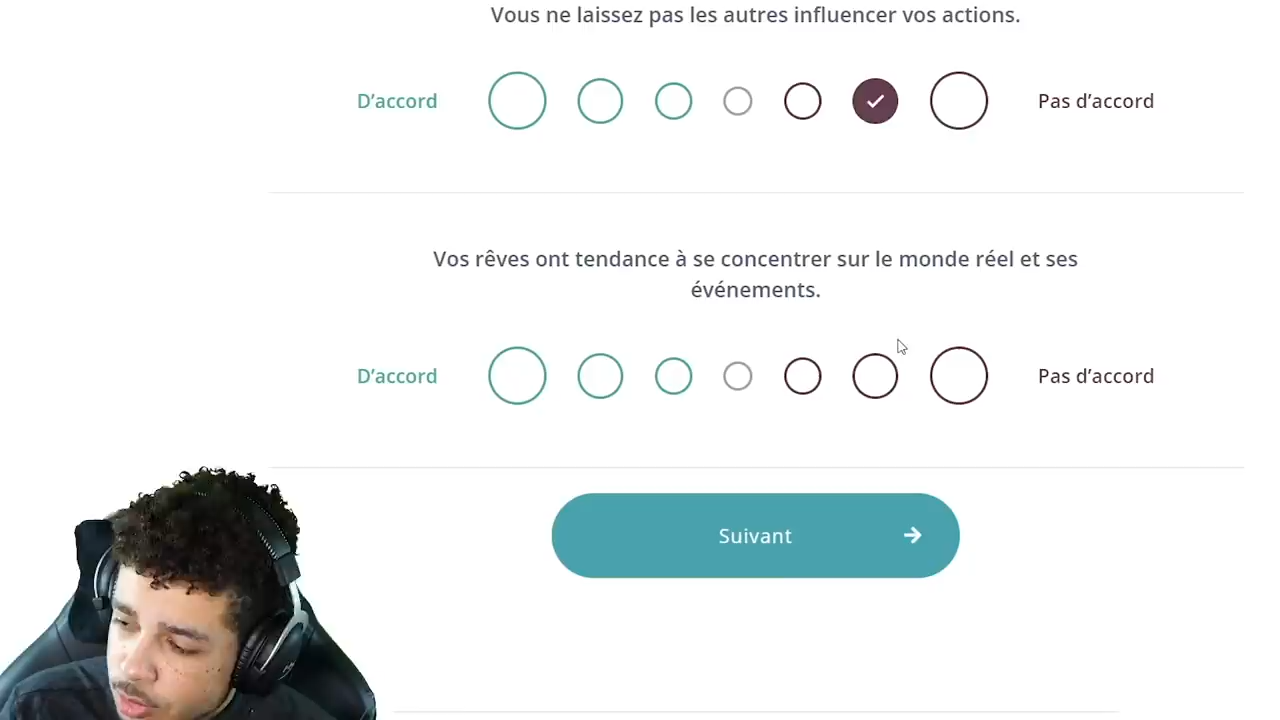 Vous ne laissez pas les autres influencer vos actions.
D’accord
Pas d’accord
Vos rêves ont tendance à se concentrer sur le monde réel et ses
événements.
D’accord
Pas d’accord
Suivant